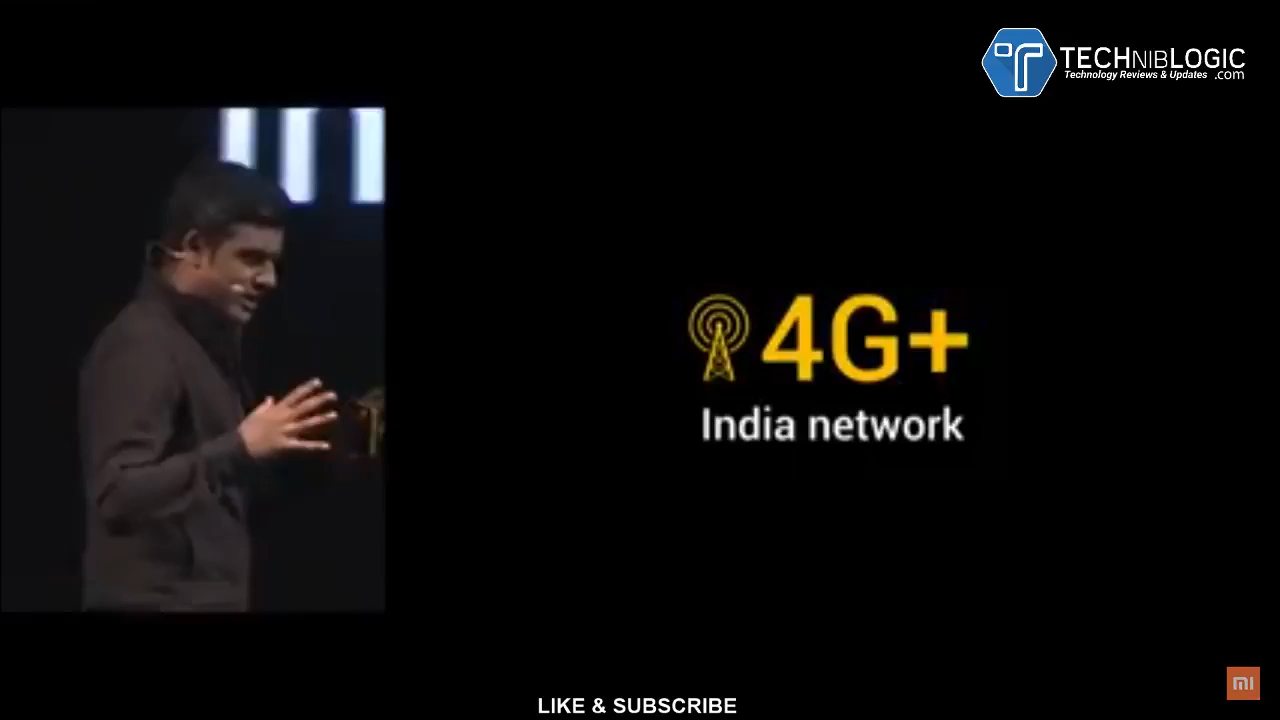 TECHNIBLOGIC
Technology Reviews & Updates .com
4G+
India network
LIKE & SUBSCRIBE
MI